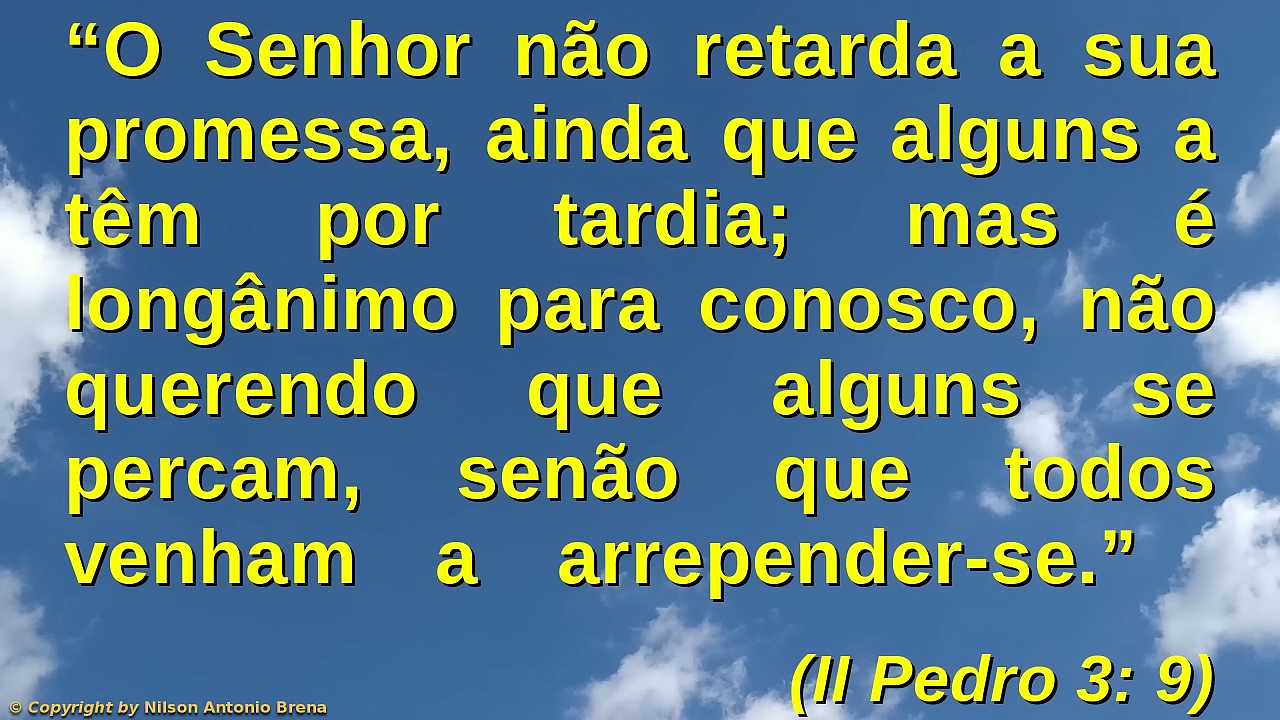 “O Senhor não retarda a sua
promessa, ainda que alguns a
têm por tardia; mas é
longânimo para conosco, não
querendo que alguns se
percam, senão que todos
venham a arrepender-se.”
(II Pedro 3: 9)
© Copyright by Nilson Antonio Brena